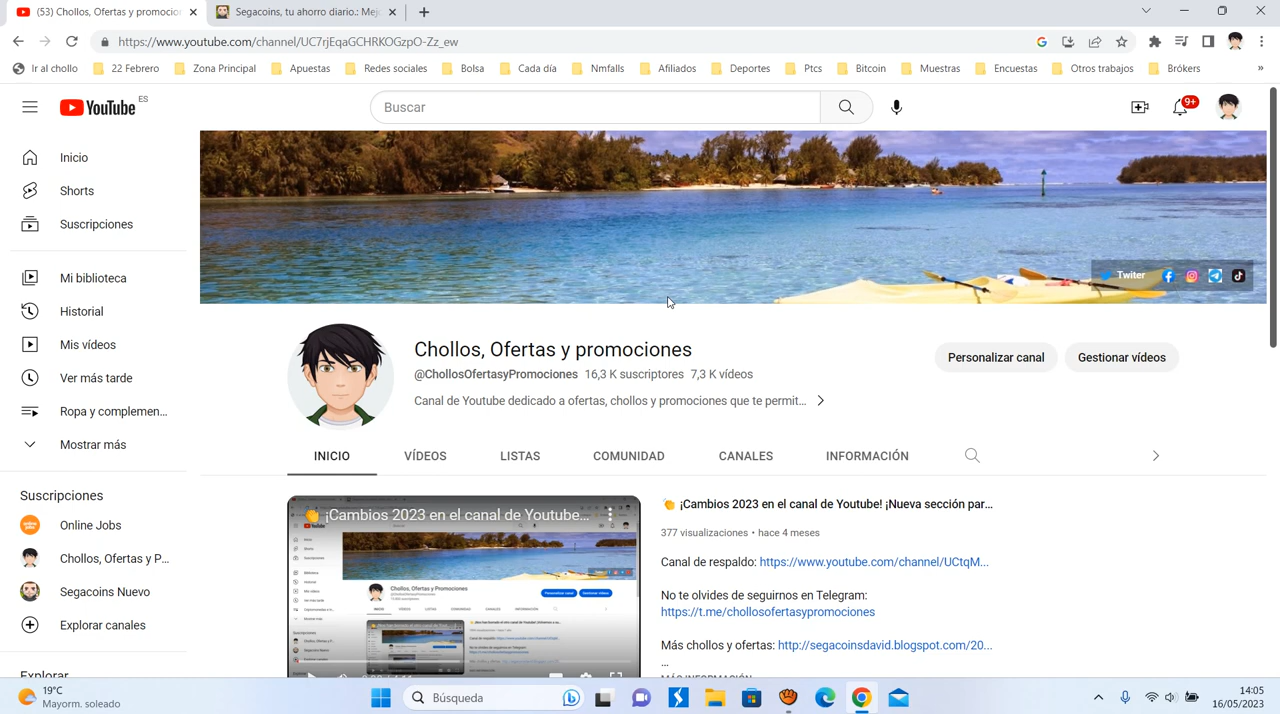 (53) Chollos, Ofertas y promocion
Segacoins, tu ahorro diario.: Mej
https://www.youtube.com/channel/UC7rjEqaGCHRKOGzpO-Zz_ew
Ir al chollo 22 Febrero Zona Principal Apuestas Redes sociales Bolsa Cada día Nmfalls Afiliados Deportes Ptcs Bitcoin Muestras Encuestas Otros trabajos Brókers »
YouTube ES
Buscar
9+
Inicio
Shorts
Suscripciones
Mi biblioteca
Historial
Mis vídeos
Ver más tarde
Ropa y complemen...
Mostrar más
Suscripciones
Online Jobs
Chollos, Ofertas y P...
Segacoins Nuevo
Explorar canales
Explorar
Twiter
Chollos, Ofertas y promociones
@ChollosOfertasyPromociones 16,3 K suscriptores 7,3 K vídeos
Canal de Youtube dedicado a ofertas, chollos y promociones que te permit...
Personalizar canal Gestionar vídeos
INICIO VÍDEOS LISTAS COMUNIDAD CANALES INFORMACIÓN
¡Cambios 2023 en el canal de Youtube...
Chollos, Ofertas y Promociones
¡Cambios 2023 en el canal de Youtube! ¡Nueva sección par...
377 visualizaciones · hace 4 meses
Canal de respado: https://www.youtube.com/channel/UCtqM...
No te olvides de seguirnos en Telegram:
https://t.me/chollosofertasypromociones
Más chollos y ofertas: http://segacoinsdavid.blogspot.com/20...
...
MÁS INFORMACIÓN
19°C
Mayorm. soleado
Búsqueda
14:05
16/05/2023